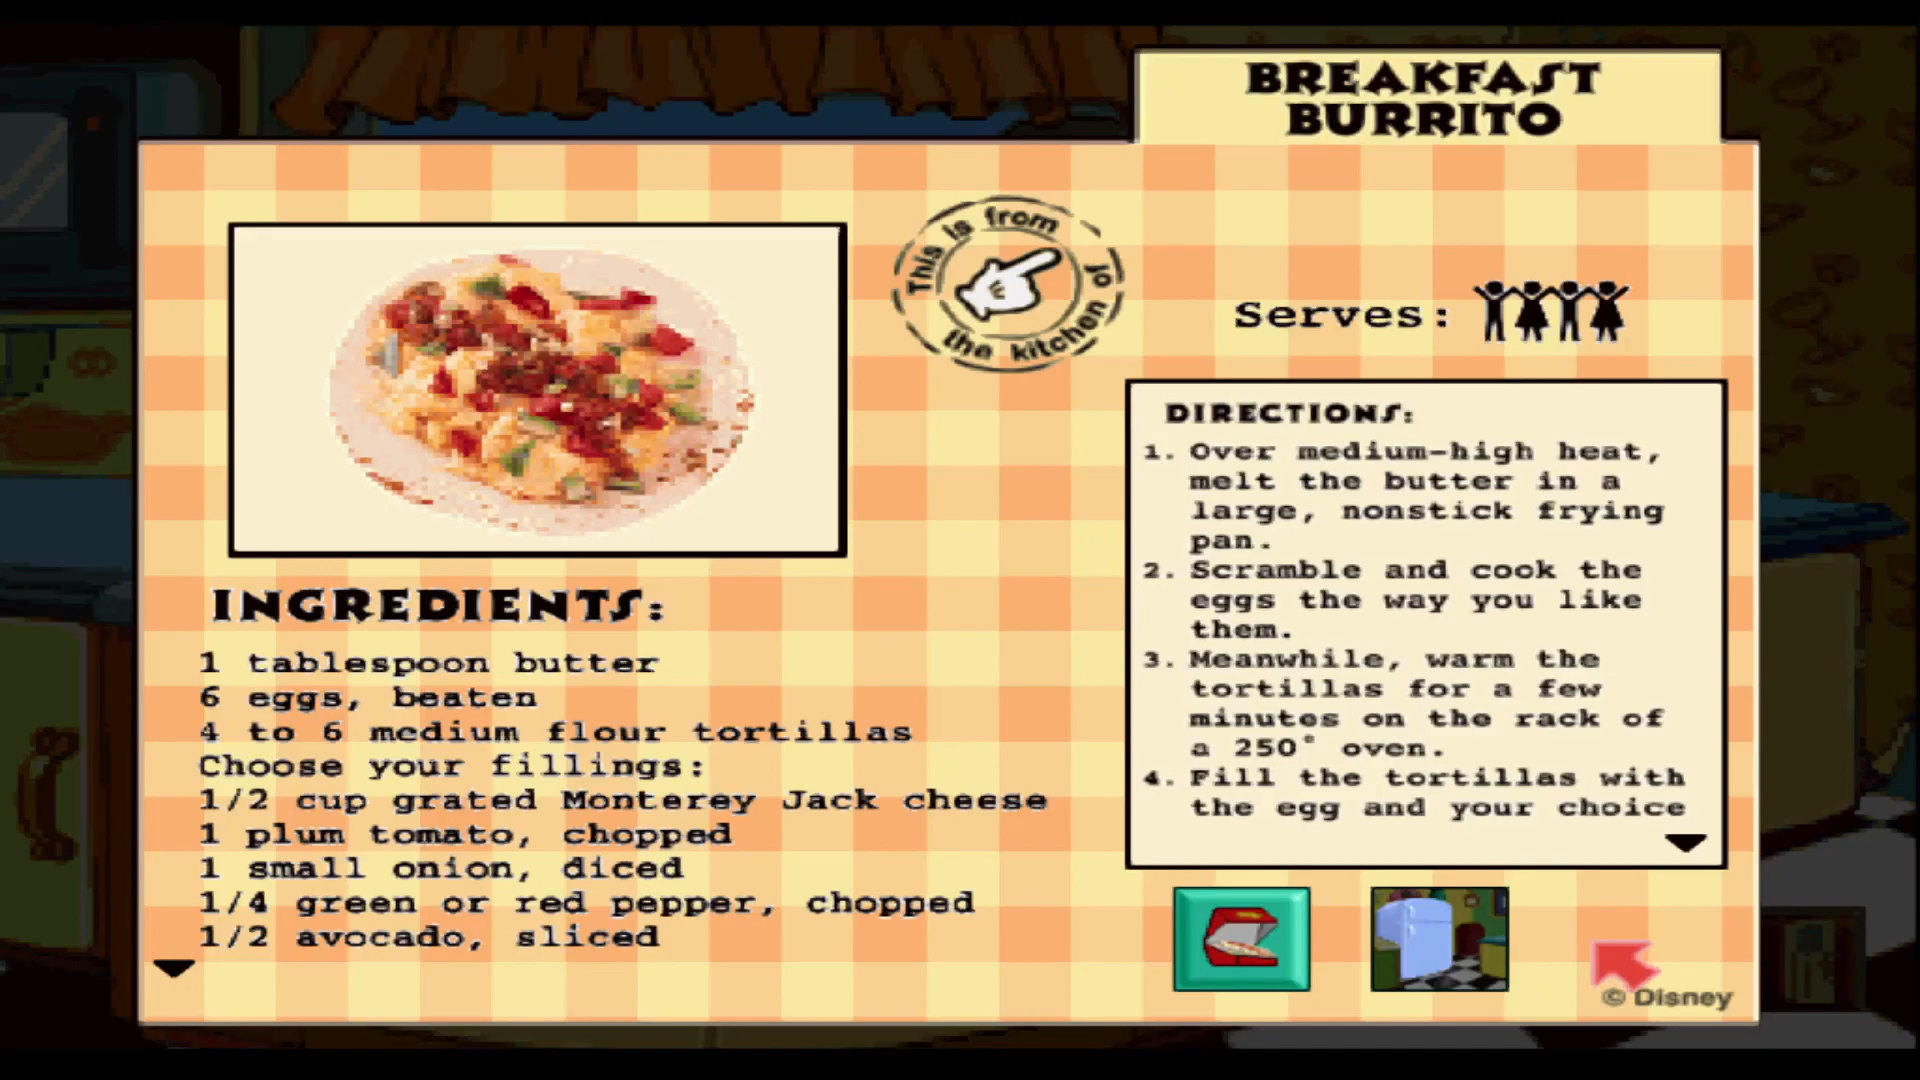 BREAKFAST
BURRITO
This is from
the kitchen of
Serves:
INGREDIENTS:
1 tablespoon butter
6 eggs, beaten
4 to 6 medium flour tortillas
Choose your fillings:
1/2 cup grated Monterey Jack cheese
1 plum tomato, chopped
1 small onion, diced
1/4 green or red pepper, chopped
1/2 avocado, sliced
DIRECTIONS:
1. Over medium-high heat,
melt the butter in a
large, nonstick frying
pan.
2. Scramble and cook the
eggs the way you like
them.
3. Meanwhile, warm the
tortillas for a few
minutes on the rack of
a 250° oven.
4. Fill the tortillas with
the egg and your choice
© Disney